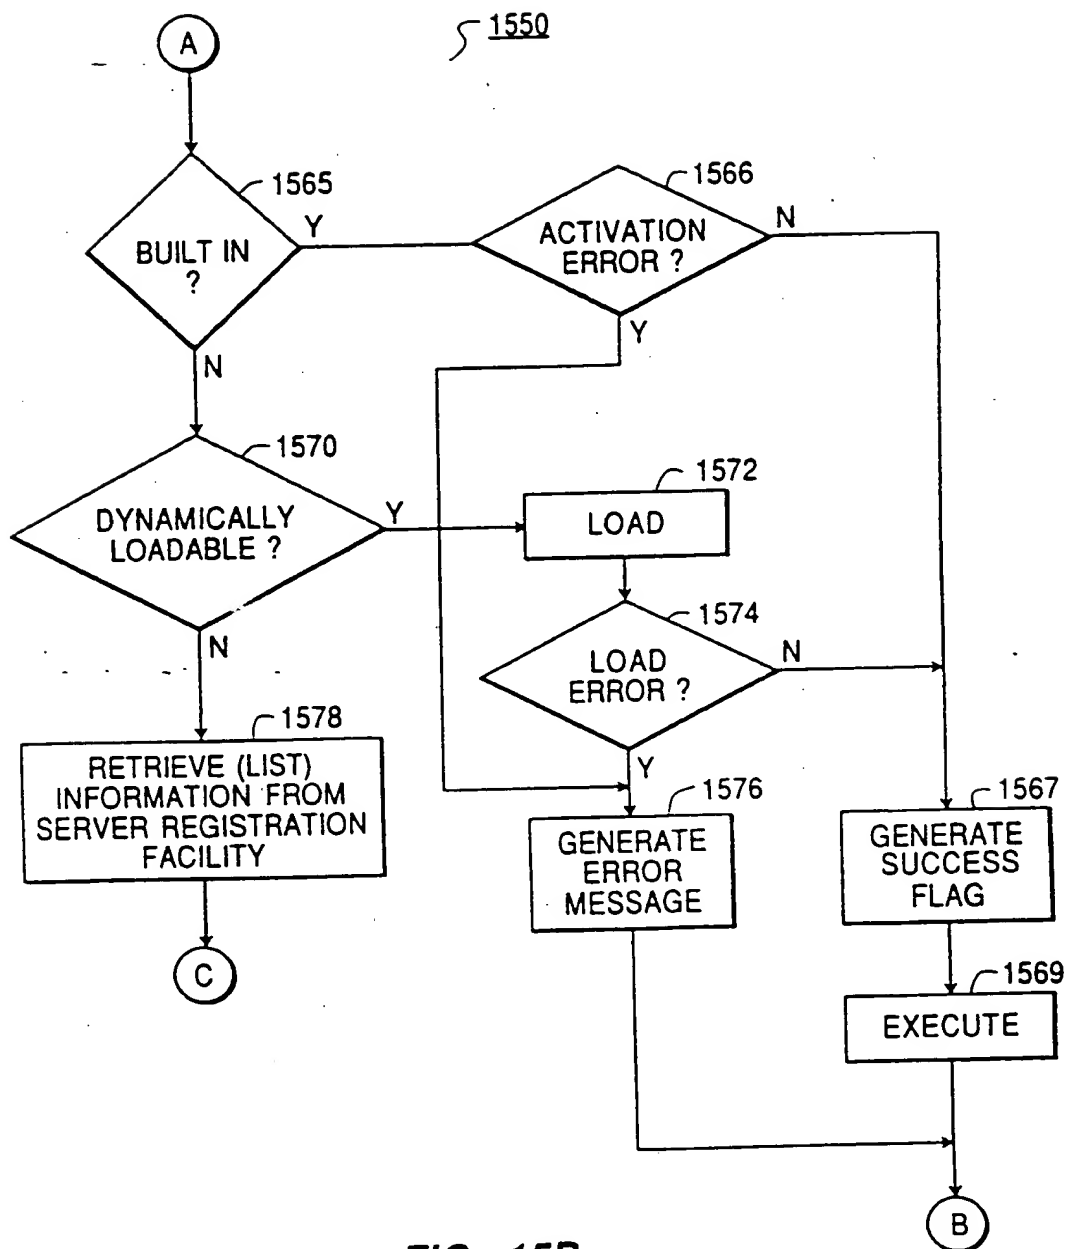 A
1550
1565
BUILT IN
?
Y
N
1566
ACTIVATION
ERROR ?
N
Y
1570
DYNAMICALLY
LOADABLE ?
Y
N
1572
LOAD
1574
LOAD
ERROR ?
N
Y
1578
RETRIEVE (LIST)
INFORMATION FROM
SERVER REGISTRATION
FACILITY
1576
GENERATE
ERROR
MESSAGE
1567
GENERATE
SUCCESS
FLAG
1569
EXECUTE
C
B